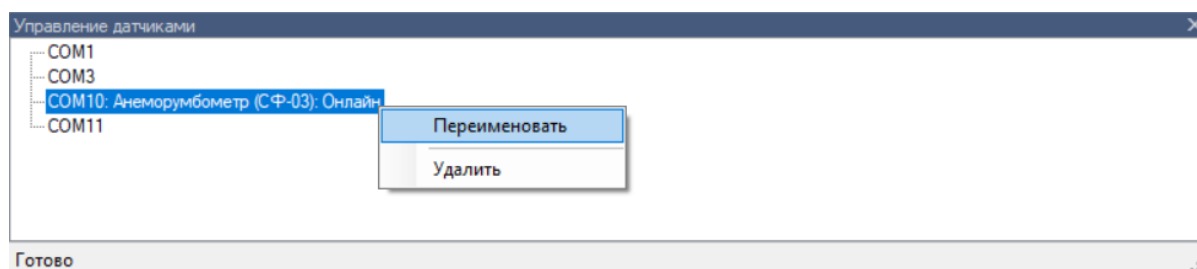 Управление датчиками
COM1
COM3
COM10: Анеморумбометр (СФ-03): Онлайн
COM11
Переименовать
Удалить
Готово